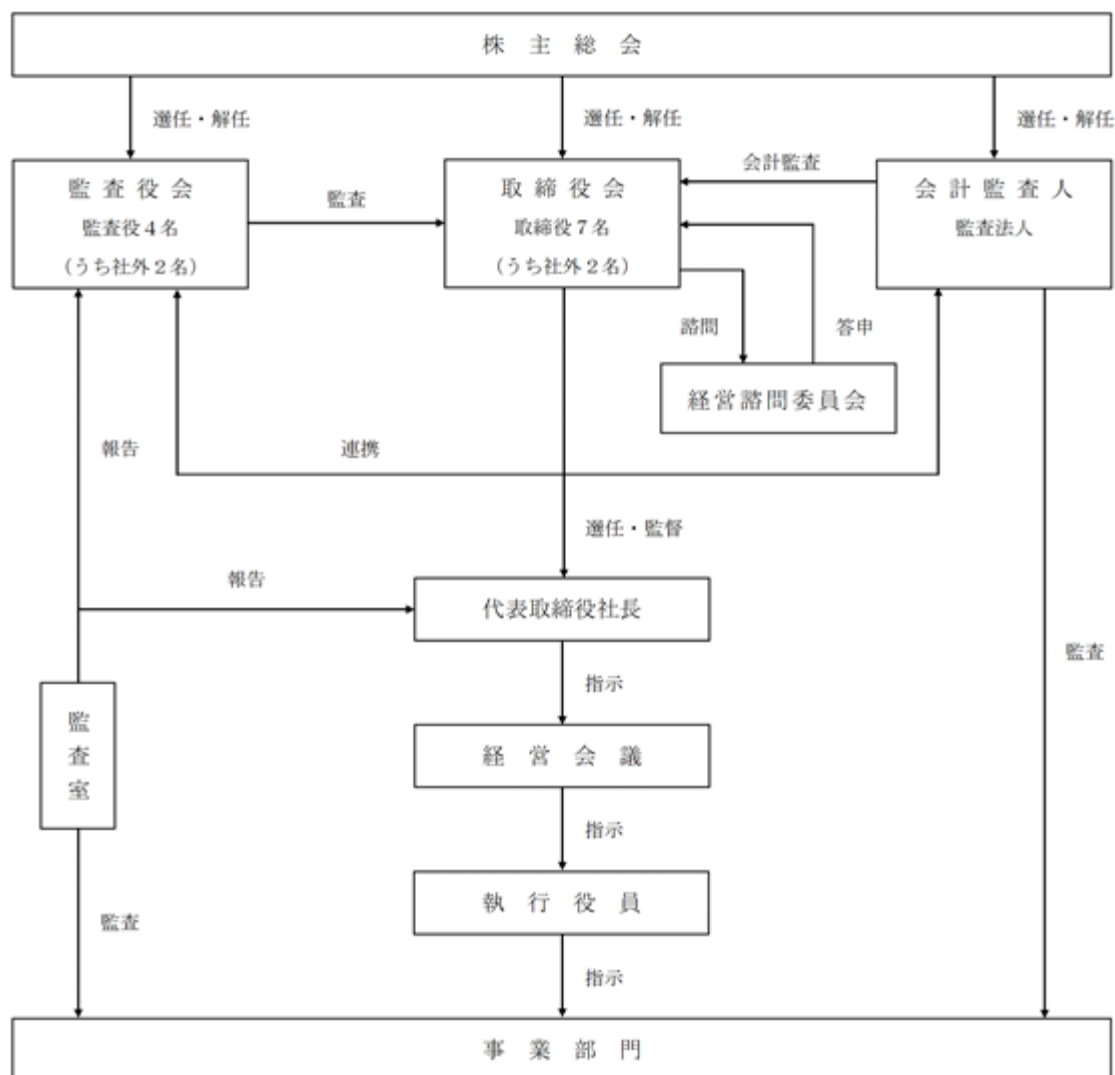 株主総会
選任・解任
選任・解任
選任・解任
監査役会
監査役4名
(うち社外2名)
監査
取締役会
取締役7名
(うち社外2名)
会計監査
会計監査人
監査法人
諮問
答申
経営諮問委員会
報告
連携
選任・監督
報告
代表取締役社長
監査
指示
監査室
経営会議
指示
執行役員
監査
指示
事業部門